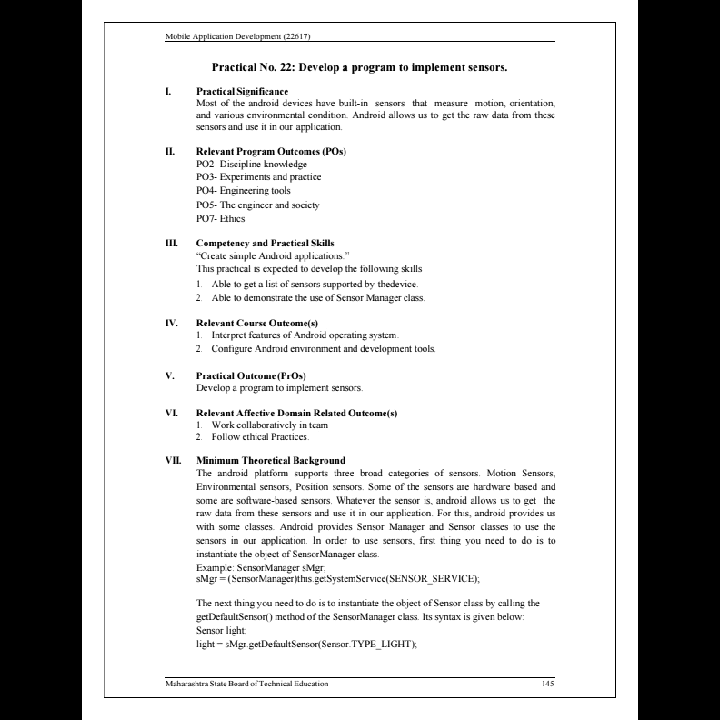 Mobile Application Development (22617)
Practical No. 22: Develop a program to implement sensors.
I. Practical Significance
Most of the android devices have built-in sensors that measure motion, orientation,
and various environmental condition. Android allows us to get the raw data from these
sensors and use it in our application.
II. Relevant Program Outcomes (POs)
PO2- Discipline knowledge
PO3- Experiments and practice
PO4- Engineering tools
PO5- The engineer and society
PO7- Ethics
III. Competency and Practical Skills
“Create simple Android applications.”
This practical is expected to develop the following skills
1. Able to get a list of sensors supported by thedevice.
2. Able to demonstrate the use of Sensor Manager class.
IV. Relevant Course Outcome(s)
1. Interpret features of Android operating system.
2. Configure Android environment and development tools.
V. Practical Outcome(PrOs)
Develop a program to implement sensors.
VI. Relevant Affective Domain Related Outcome(s)
1. Work collaboratively in team
2. Follow ethical Practices.
VII. Minimum Theoretical Background
The android platform supports three broad categories of sensors. Motion Sensors,
Environmental sensors, Position sensors. Some of the sensors are hardware based and
some are software-based sensors. Whatever the sensor is, android allows us to get the
raw data from these sensors and use it in our application. For this, android provides us
with some classes. Android provides Sensor Manager and Sensor classes to use the
sensors in our application. In order to use sensors, first thing you need to do is to
instantiate the object of SensorManager class.
Example: SensorManager sMgr;
sMgr = (SensorManager)this.getSystemService(SENSOR_SERVICE);
The next thing you need to do is to instantiate the object of Sensor class by calling the
getDefaultSensor() method of the SensorManager class. Its syntax is given below:
Sensor light;
light = sMgr.getDefaultSensor(Sensor.TYPE_LIGHT);
Maharashtra State Board of Technical Education 145